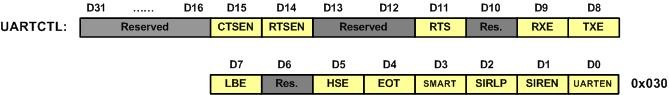 D31 ...... D16 D15 D14 D13 D12 D11 D10 D9 D8
UARTCTL: Reserved CTSEN RTSEN Reserved RTS Res. RXE TXE
D7 D6 D5 D4 D3 D2 D1 D0
LBE Res. HSE EOT SMART SIRLP SIREN UARTEN 0x030